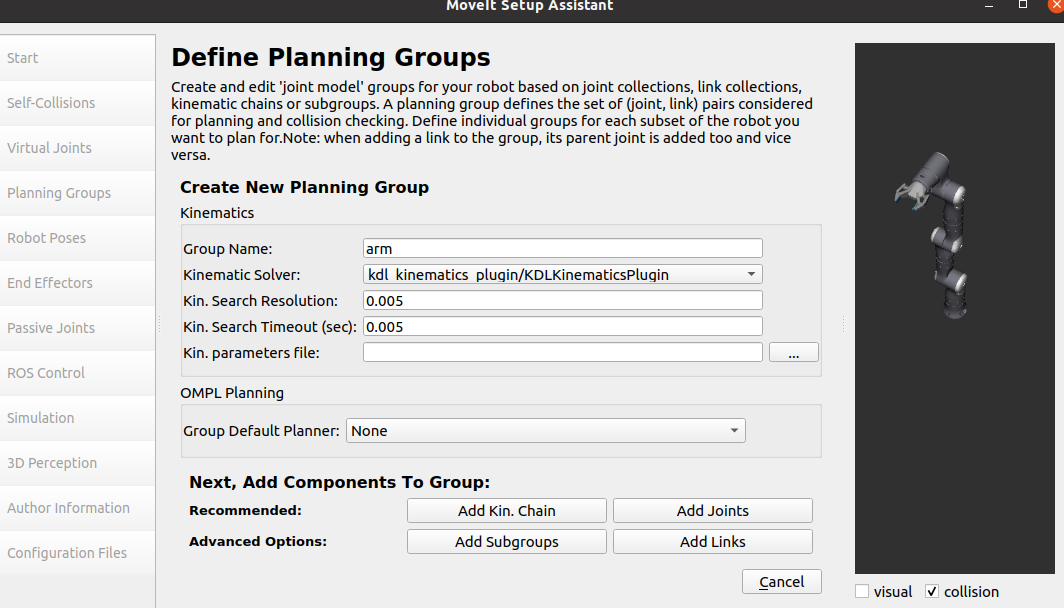 MoveIt Setup Assistant
Start
Self-Collisions
Virtual Joints
Planning Groups
Robot Poses
End Effectors
Passive Joints
ROS Control
Simulation
3D Perception
Author Information
Configuration Files
Define Planning Groups
Create and edit 'joint model' groups for your robot based on joint collections, link collections,
kinematic chains or subgroups. A planning group defines the set of (joint, link) pairs considered
for planning and collision checking. Define individual groups for each subset of the robot you
want to plan for.Note: when adding a link to the group, its parent joint is added too and vice
versa.
Create New Planning Group
Kinematics
Group Name: arm
Kinematic Solver: kdl_kinematics_plugin/KDLKinematicsPlugin
Kin. Search Resolution: 0.005
Kin. Search Timeout (sec): 0.005
Kin. parameters file: ...
OMPL Planning
Group Default Planner: None
Next, Add Components To Group:
Recommended: Add Kin. Chain Add Joints
Advanced Options: Add Subgroups Add Links
Cancel
visual collision